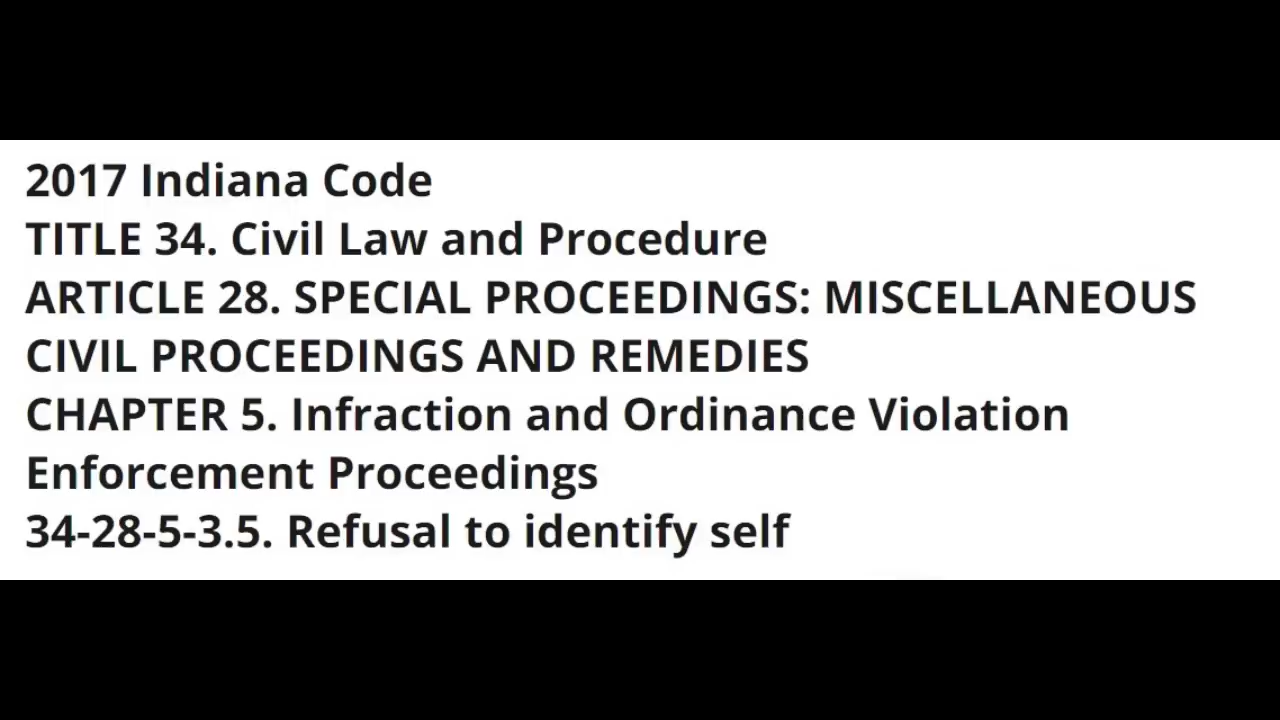 2017 Indiana Code
TITLE 34. Civil Law and Procedure
ARTICLE 28. SPECIAL PROCEEDINGS: MISCELLANEOUS
CIVIL PROCEEDINGS AND REMEDIES
CHAPTER 5. Infraction and Ordinance Violation
Enforcement Proceedings
34-28-5-3.5. Refusal to identify self